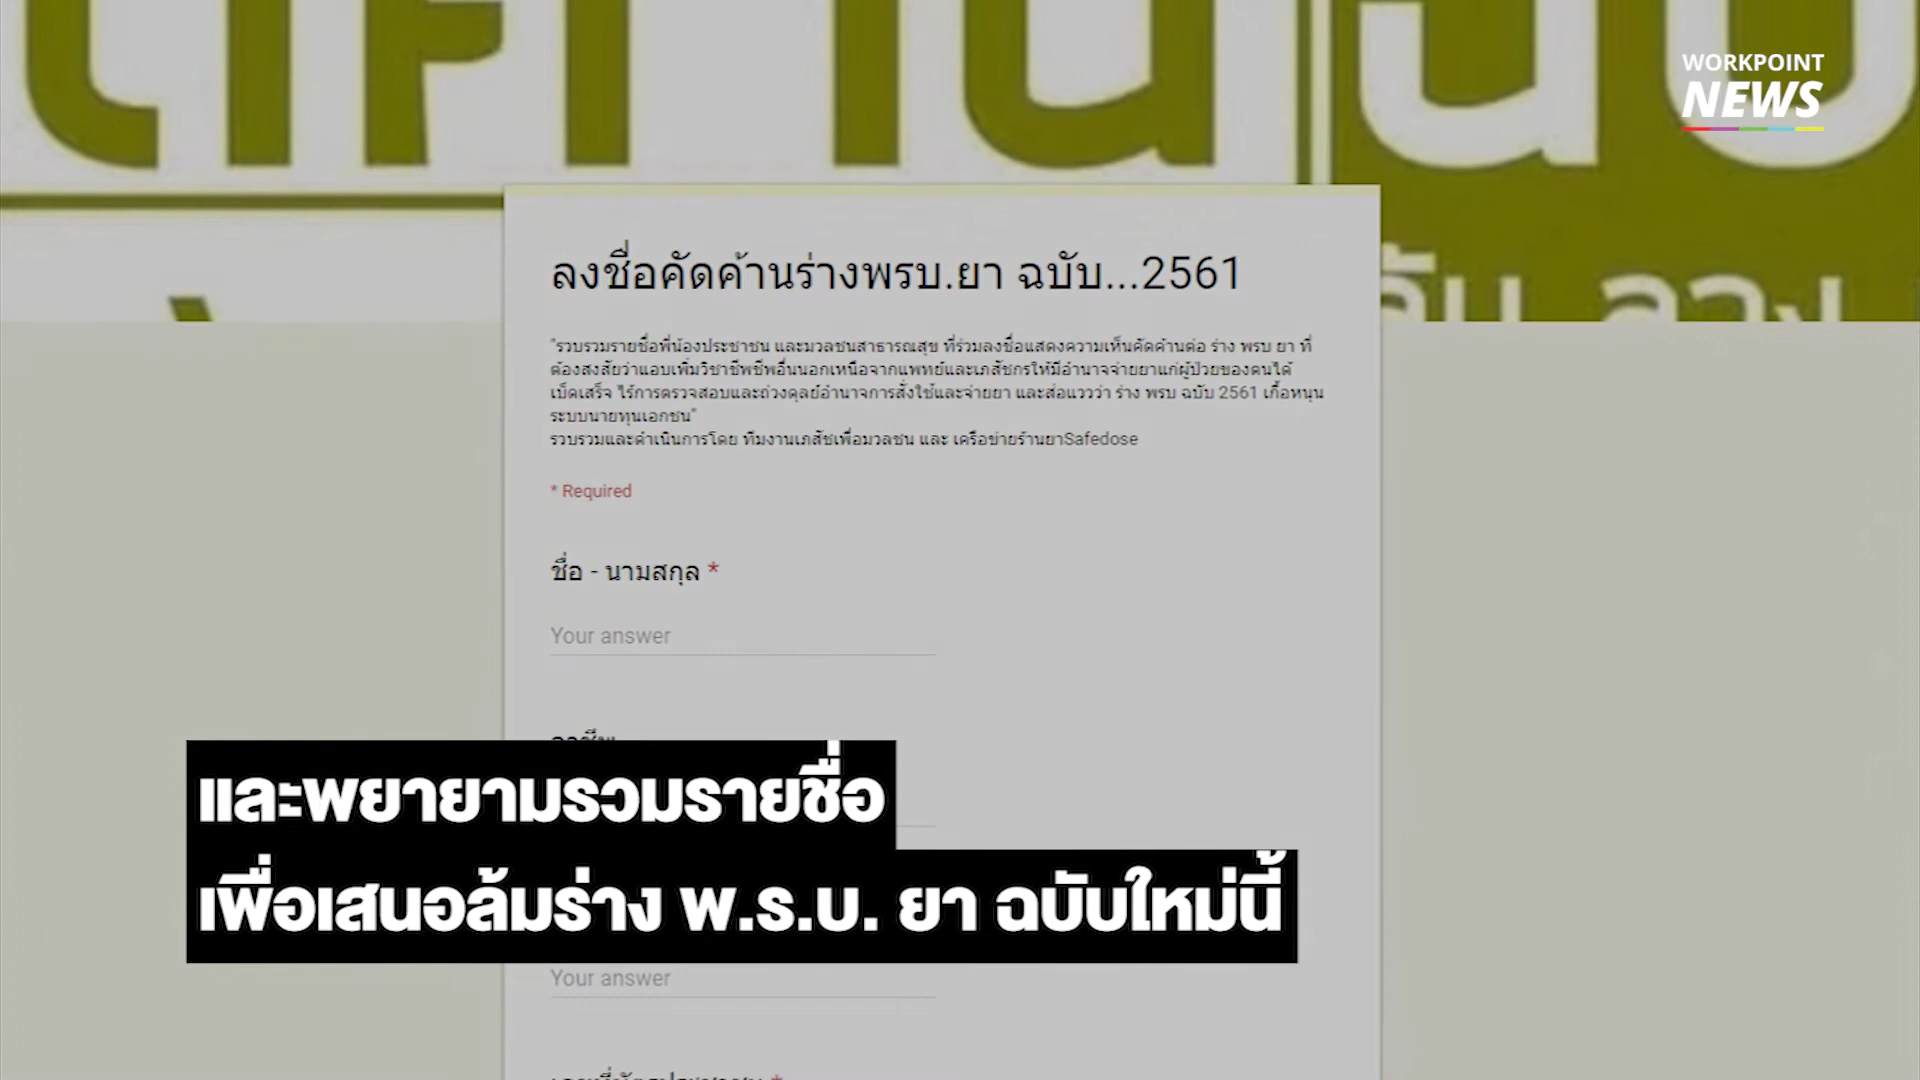 WORKPOINT
NEWS
ลงชื่อคัดค้านร่างพรบ.ยา ฉบับ...2561
"รวบรวมรายชื่อพี่น้องประชาชน และมวลชนสาธารณสุข ที่ร่วมลงชื่อแสดงความเห็นคัดค้านต่อ ร่าง พรบ ยา ที่
ต้องสงสัยว่าแอบเพิ่มวิชาชีพชีพอื่นนอกเหนือจากแพทย์และเภสัชกรให้มีอำนาจจ่ายยาแก่ผู้ป่วยของตนได้
เบ็ดเสร็จ ไร้การตรวจสอบและถ่วงดุลย์อำนาจการสั่งใช้และจ่ายยา และส่อแววว่า ร่าง พรบ ฉบับ 2561 เกื้อหนุน
ระบบนายทุนเอกชน"
รวบรวมและดำเนินการโดย ทีมงานเภสัชเพื่อมวลชน และ เครือข่ายร้านยาSafedose
* Required
ชื่อ - นามสกุล *
Your answer
และพยายามรวมรายชื่อ
เพื่อเสนอล้มร่าง พ.ร.บ. ยา ฉบับใหม่นี้
Your answer